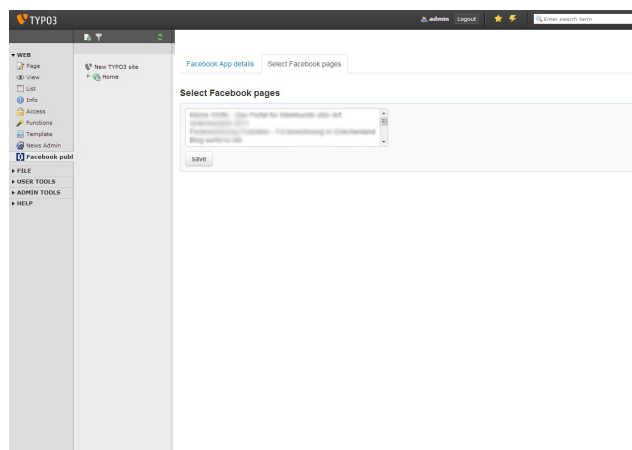 TYPO3
admin Logout
Enter search term
WEB
Page
View
List
Info
Access
Functions
Template
News Admin
Facebook publ
FILE
USER TOOLS
ADMIN TOOLS
HELP
New TYPO3 site
Home
Facebook App details
Select Facebook pages
Select Facebook pages
save